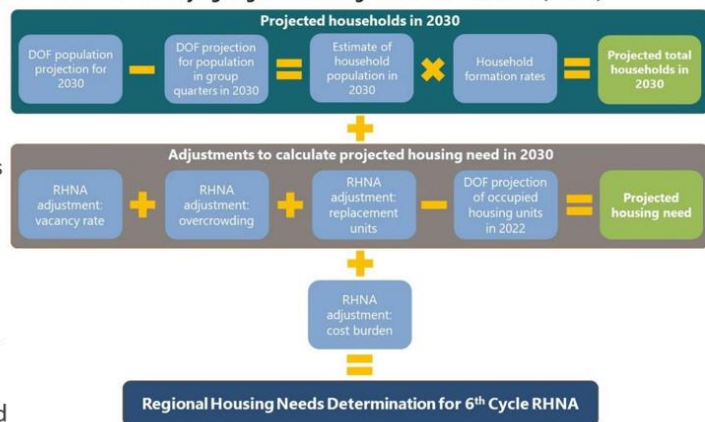 Projected households in 2030
DOF population
projection for
2030
DOF projection
for population
in group
quarters in 2030
Estimate of
household
population in
2030
Household
formation rates
Projected total
households in
2030
Adjustments to calculate projected housing need in 2030
RHNA
adjustment:
vacancy rate
RHNA
adjustment:
overcrowding
RHNA
adjustment:
replacement
units
DOF projection
of occupied
housing units
in 2022
Projected
housing need
RHNA
adjustment:
cost burden
Regional Housing Needs Determination for 6th Cycle RHNA